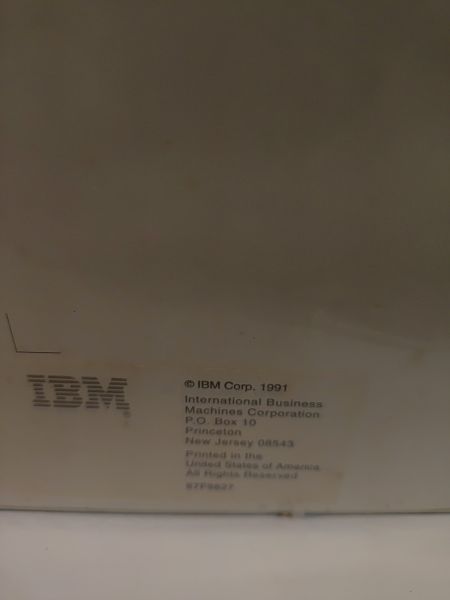 IBM®
© IBM Corp. 1991
International Business
Machines Corporation
P.O. Box 10
Princeton
New Jersey 08543
Printed in the
United States of America
All Rights Reserved